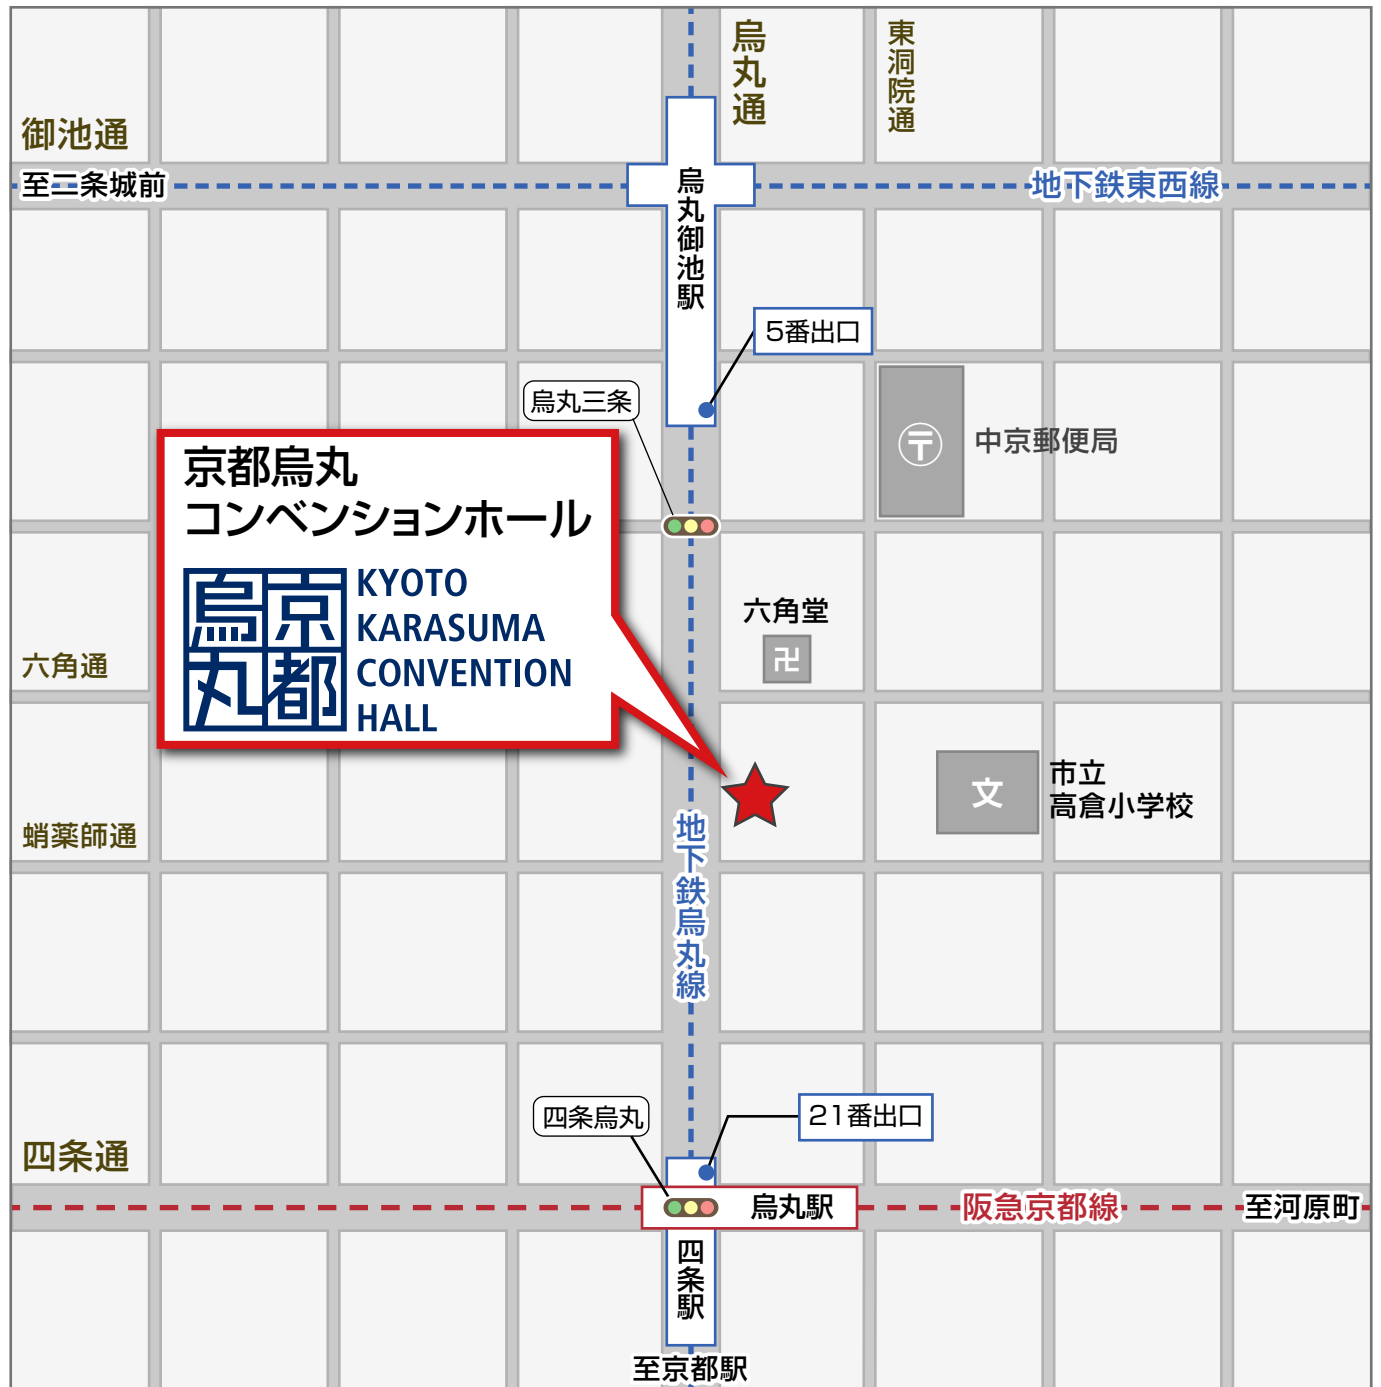 烏丸通
東洞院通
御池通
至二条城前
地下鉄東西線
烏丸御池駅
5番出口
烏丸三条
〒
中京郵便局
京都烏丸
コンベンションホール
京都
烏丸
KYOTO
KARASUMA
CONVENTION
HALL
六角堂
卍
六角通
文
市立
高倉小学校
蛸薬師通
地下鉄烏丸線
四条烏丸
21番出口
四条通
烏丸駅
阪急京都線
至河原町
四条駅
至京都駅